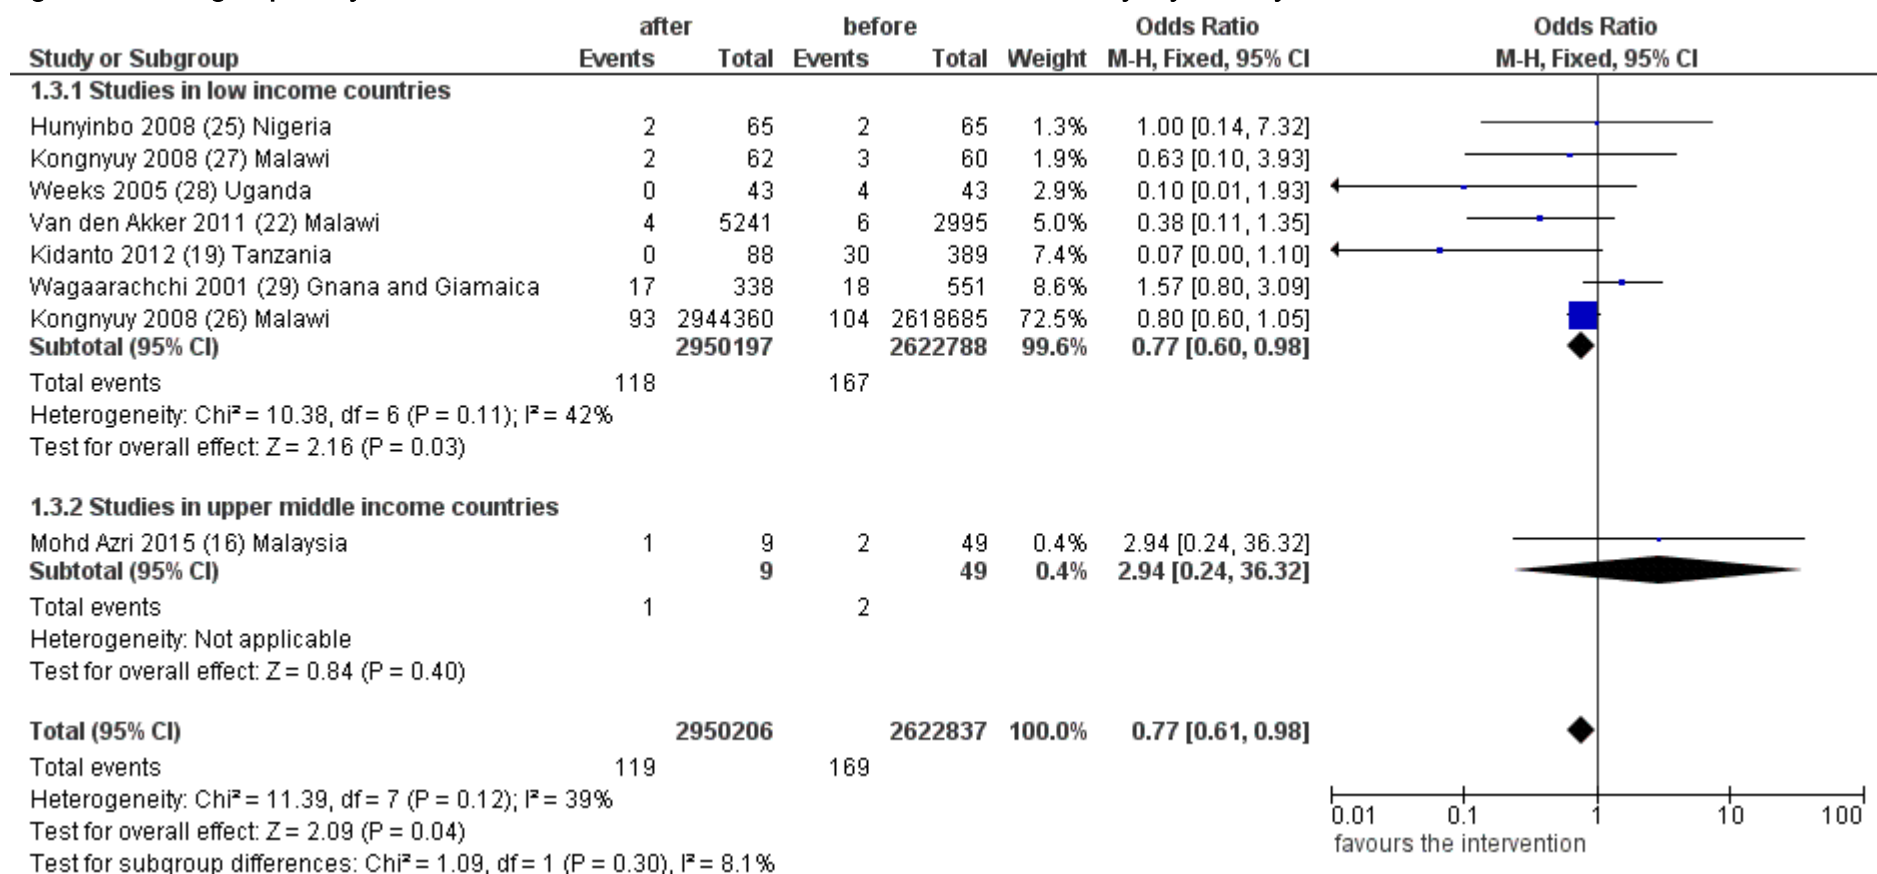 after before Odds Ratio Odds Ratio
Study or Subgroup Events Total Events Total Weight M-H, Fixed, 95% CI M-H, Fixed, 95% CI
1.3.1 Studies in low income countries
Hunyinbo 2008 (25) Nigeria 2 65 2 65 1.3% 1.00 [0.14, 7.32]
Kongnyuy 2008 (27) Malawi 2 62 3 60 1.9% 0.63 [0.10, 3.93]
Weeks 2005 (28) Uganda 0 43 4 43 2.9% 0.10 [0.01, 1.93]
Van den Akker 2011 (22) Malawi 4 5241 6 2995 5.0% 0.38 [0.11, 1.35]
Kidanto 2012 (19) Tanzania 0 88 30 389 7.4% 0.07 [0.00, 1.10]
Wagaarachchi 2001 (29) Gnana and Giamaica 17 338 18 551 8.6% 1.57 [0.80, 3.09]
Kongnyuy 2008 (26) Malawi 93 2944360 104 2618685 72.5% 0.80 [0.60, 1.05]
Subtotal (95% CI) 2950197 2622788 99.6% 0.77 [0.60, 0.98]
Total events 118 167
Heterogeneity: Chi² = 10.38, df = 6 (P = 0.11); I² = 42%
Test for overall effect: Z = 2.16 (P = 0.03)
1.3.2 Studies in upper middle income countries
Mohd Azri 2015 (16) Malaysia 1 9 2 49 0.4% 2.94 [0.24, 36.32]
Subtotal (95% CI) 9 49 0.4% 2.94 [0.24, 36.32]
Total events 1 2
Heterogeneity: Not applicable
Test for overall effect: Z = 0.84 (P = 0.40)
Total (95% CI) 2950206 2622837 100.0% 0.77 [0.61, 0.98]
Total events 119 169
Heterogeneity: Chi² = 11.39, df = 7 (P = 0.12); I² = 39%
Test for overall effect: Z = 2.09 (P = 0.04)
Test for subgroup differences: Chi² = 1.09, df = 1 (P = 0.30), I² = 8.1%
0.01 0.1 1 10 100
favours the intervention